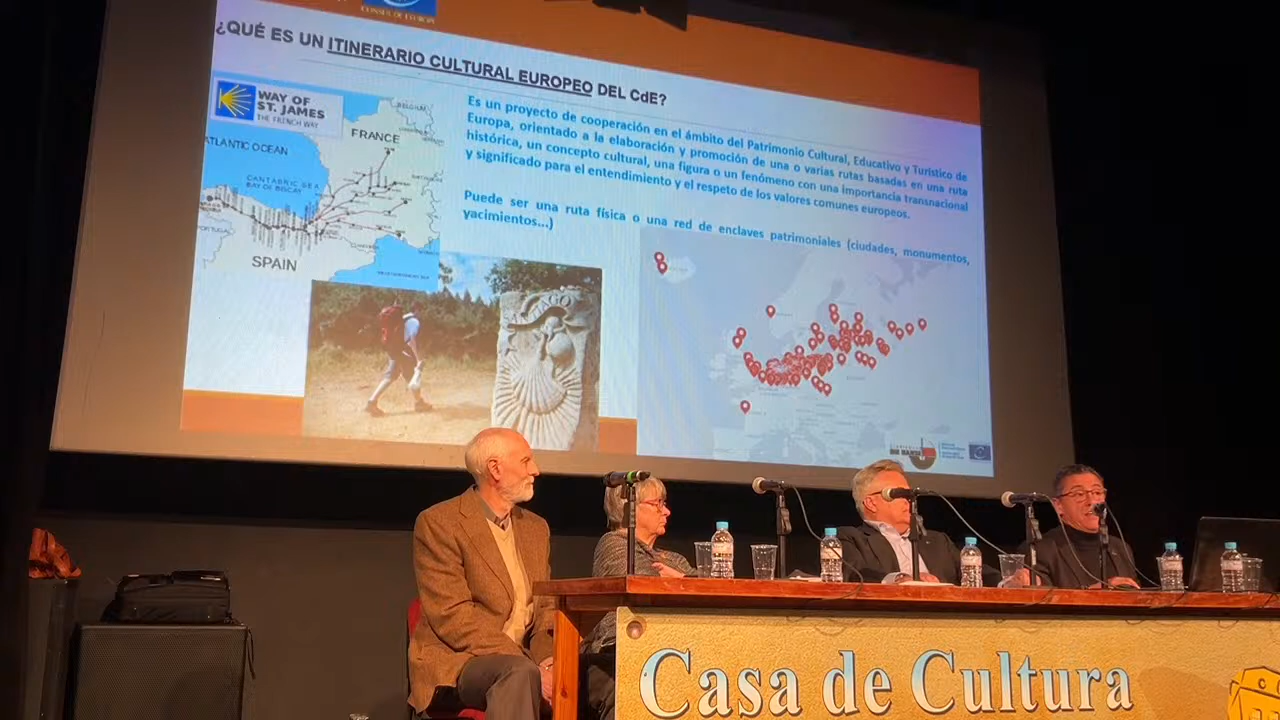 CONSEIL DE L'EUROPE
¿QUÉ ES UN ITINERARIO CULTURAL EUROPEO DEL CdE?
WAY OF
ST. JAMES
THE FRENCH WAY
BELGIUM
FRANCE
ATLANTIC OCEAN
CANTABRIC SEA
BAY OF BISCAY
SPAIN
Es un proyecto de cooperación en el ámbito del Patrimonio Cultural, Educativo y Turístico de
Europa, orientado a la elaboración y promoción de una o varias rutas basadas en una ruta
histórica, un concepto cultural, una figura o un fenómeno con una importancia transnacional
y significado para el entendimiento y el respeto de los valores comunes europeos.
Puede ser una ruta física o una red de enclaves patrimoniales (ciudades, monumentos,
yacimientos...)
Casa de Cultura